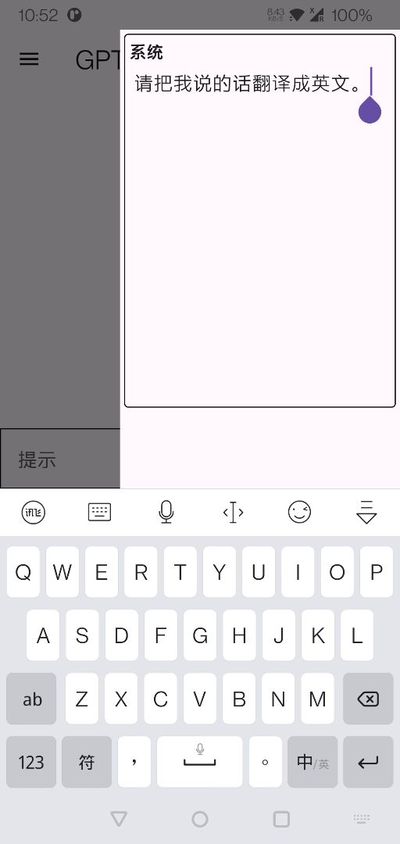 10:52
8.43
KB/S
X
R
100%
GPT
系统
请把我说的话翻译成英文。
提示
讯飞
Q W E R T Y U I O P
A S D F G H J K L
ab Z X C V B N M
123 符 ， 。 中/英